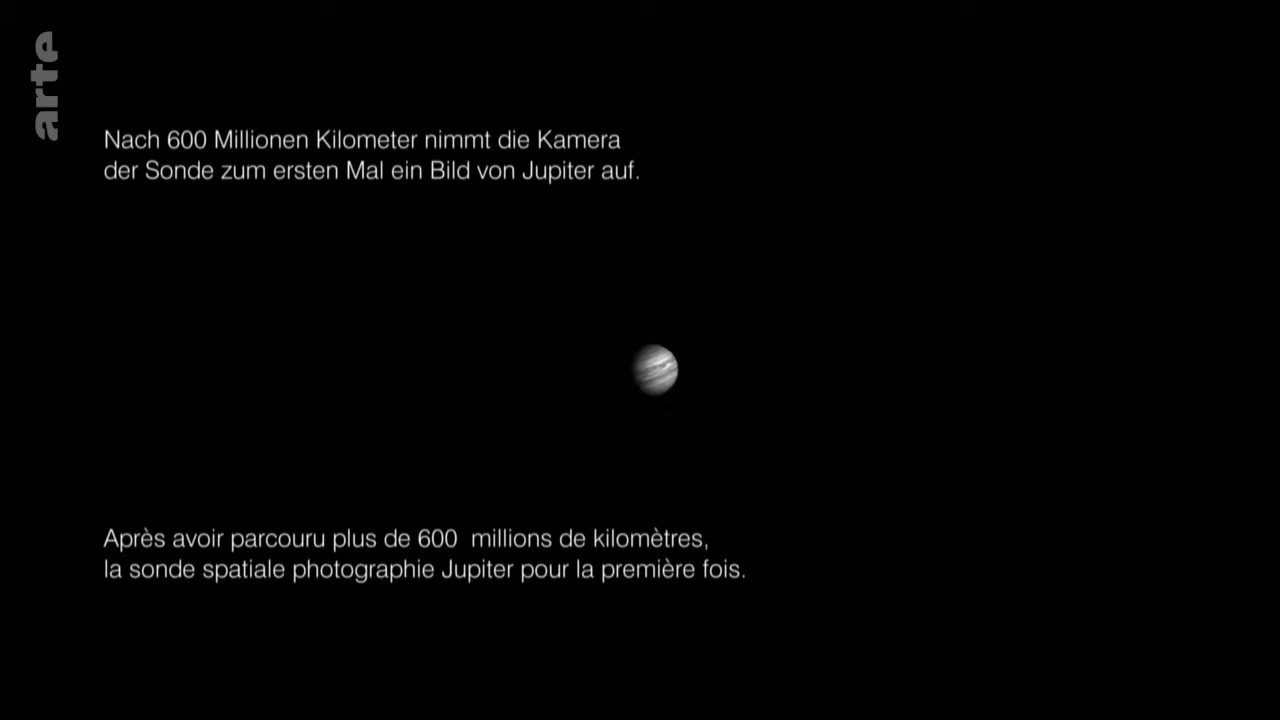 arte
Nach 600 Millionen Kilometer nimmt die Kamera
der Sonde zum ersten Mal ein Bild von Jupiter auf.
Après avoir parcouru plus de 600  millions de kilomètres,
la sonde spatiale photographie Jupiter pour la première fois.